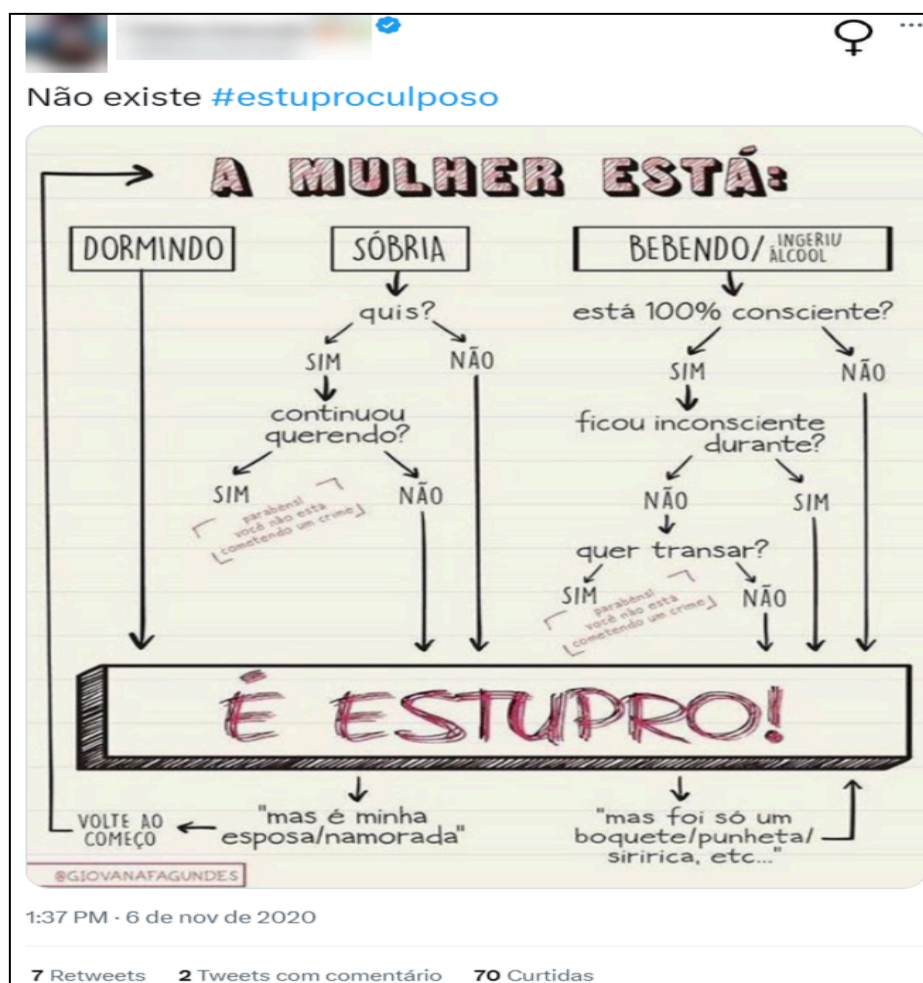 Não existe #estuproculposo
A MULHER ESTÁ:
DORMINDO
SÓBRIA
BEBENDO/ INGERIU ÁLCOOL
quis?
está 100% consciente?
SIM
NÃO
SIM
NÃO
continuou
querendo?
ficou inconsciente
durante?
SIM
NÃO
NÃO
SIM
parabéns!
você não está
cometendo um crime
quer transar?
SIM
NÃO
parabéns!
você não está
cometendo um crime
É ESTUPRO!
VOLTE AO
COMEÇO
"mas é minha
esposa/namorada"
"mas foi só um
boquete/punheta/
siririca, etc..."
@GIOVANAFAGUNDES
1:37 PM · 6 de nov de 2020
7 Retweets 2 Tweets com comentário 70 Curtidas